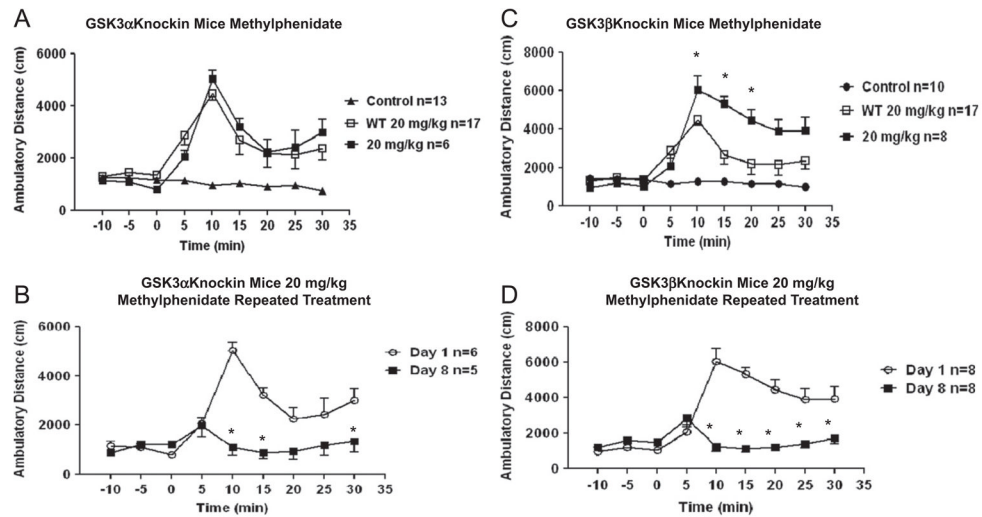 A
GSK3αKnockin Mice Methylphenidate
Ambulatory Distance (cm)
6000
4000
2000
0
-10 -5 0 5 10 15 20 25 30 35
Time (min)
Control n=13
WT 20 mg/kg n=17
20 mg/kg n=6
C
GSK3βKnockin Mice Methylphenidate
Ambulatory Distance (cm)
8000
6000
4000
2000
0
* * *
-10 -5 0 5 10 15 20 25 30 35
Time (min)
Control n=10
WT 20 mg/kg n=17
20 mg/kg n=8
B
GSK3αKnockin Mice 20 mg/kg
Methylphenidate Repeated Treatment
Ambulatory Distance (cm)
6000
4000
2000
0
* * *
-10 -5 0 5 10 15 20 25 30 35
Time (min)
Day 1 n=6
Day 8 n=5
D
GSK3βKnockin Mice 20 mg/kg
Methylphenidate Repeated Treatment
Ambulatory Distance (cm)
8000
6000
4000
2000
0
* * * * *
-10 -5 0 5 10 15 20 25 30 35
Time (min)
Day 1 n=8
Day 8 n=8